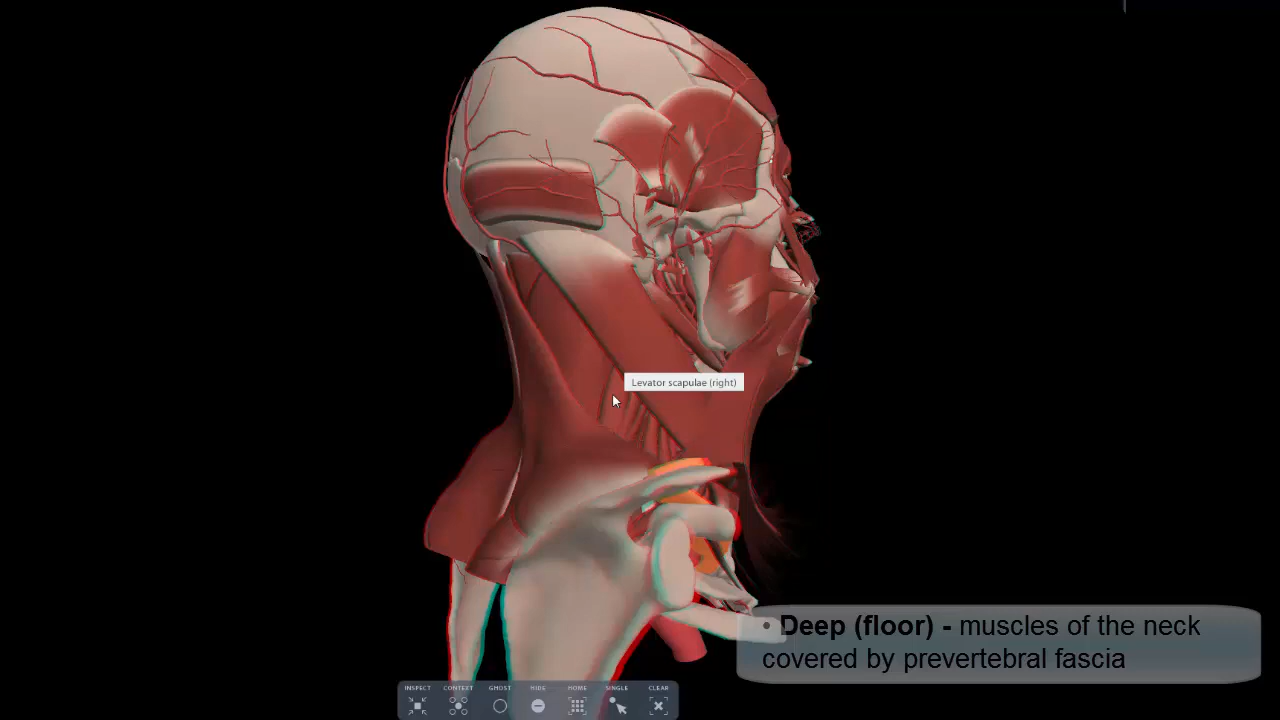 Levator scapulae (right)
• Deep (floor) - muscles of the neck
covered by prevertebral fascia
INSPECT CONTEXT GHOST HIDE HOME SINGLE CLEAR